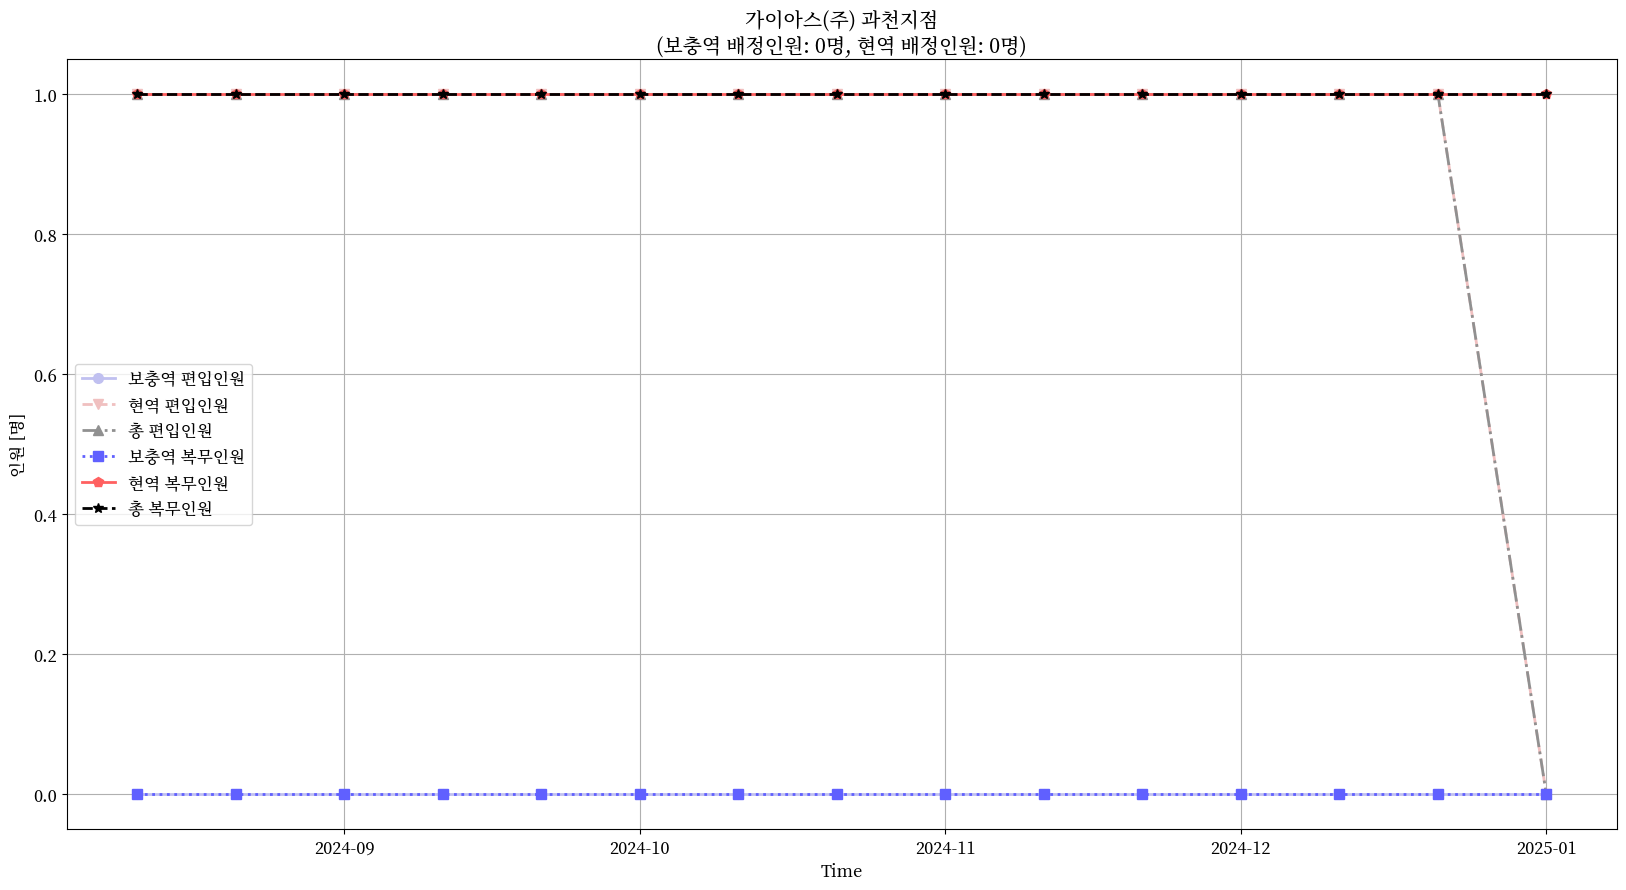 가이아스(주) 과천지점
(보충역 배정인원: 0명, 현역 배정인원: 0명)
인원 [명]
1.0
0.8
0.6
0.4
0.2
0.0
보충역 편입인원
현역 편입인원
총 편입인원
보충역 복무인원
현역 복무인원
총 복무인원
2024-09
2024-10
2024-11
2024-12
2025-01
Time